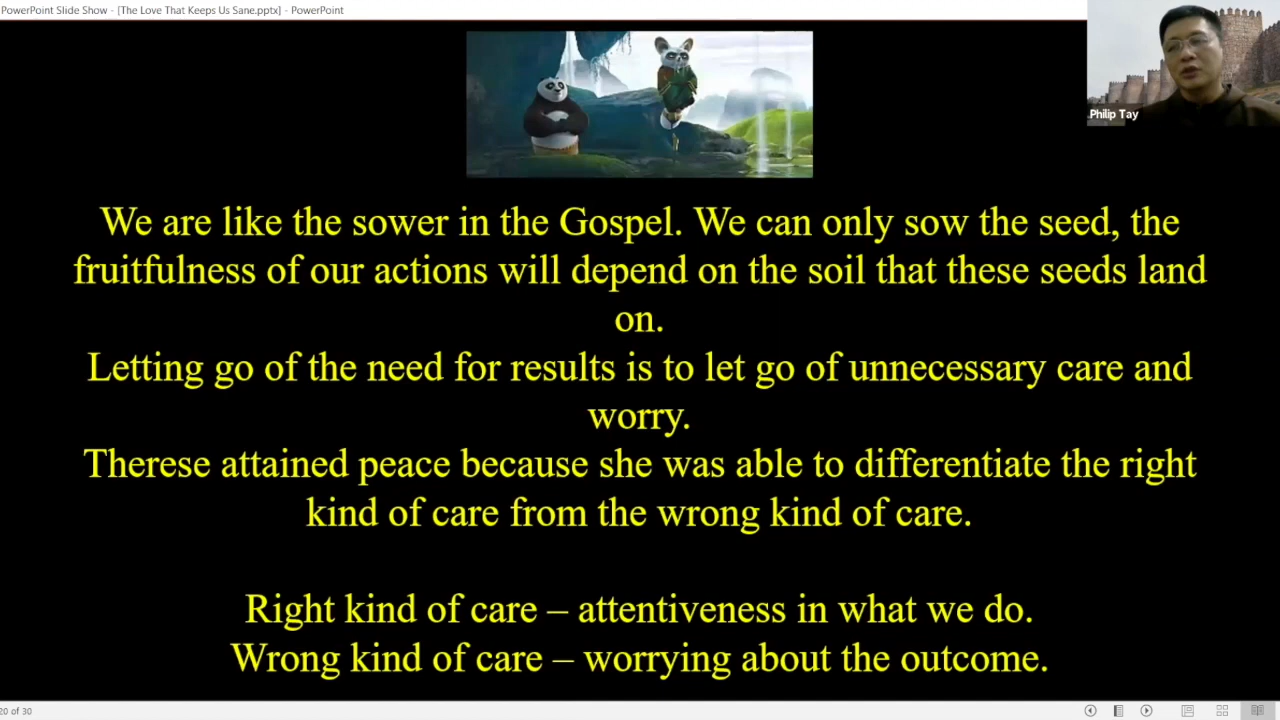 PowerPoint Slide Show - [The Love That Keeps Us Sane.pptx] - PowerPoint
Philip Tay
We are like the sower in the Gospel. We can only sow the seed, the
fruitfulness of our actions will depend on the soil that these seeds land
on.
Letting go of the need for results is to let go of unnecessary care and
worry.
Therese attained peace because she was able to differentiate the right
kind of care from the wrong kind of care.
Right kind of care – attentiveness in what we do.
Wrong kind of care – worrying about the outcome.
20 of 30